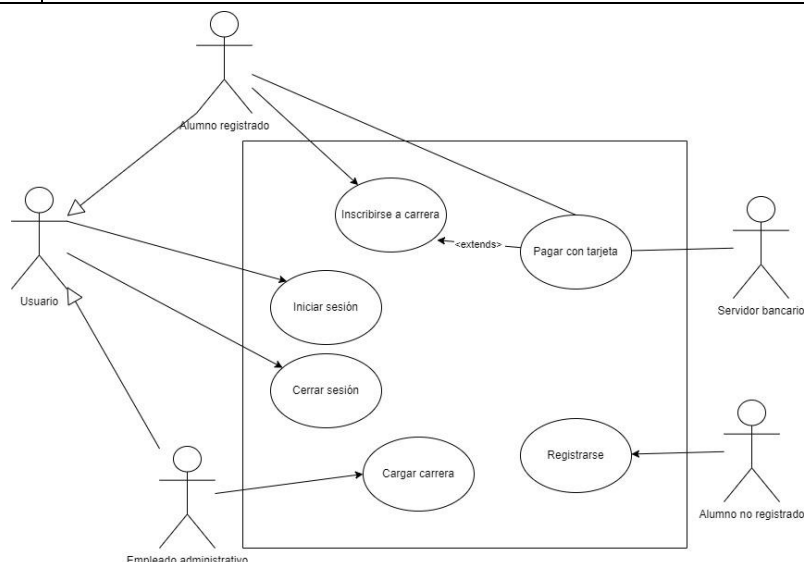 Alumno registrado
Inscribirse a carrera
<extends>
Pagar con tarjeta
Servidor bancario
Usuario
Iniciar sesión
Cerrar sesión
Cargar carrera
Registrarse
Alumno no registrado
Empleado administrativo